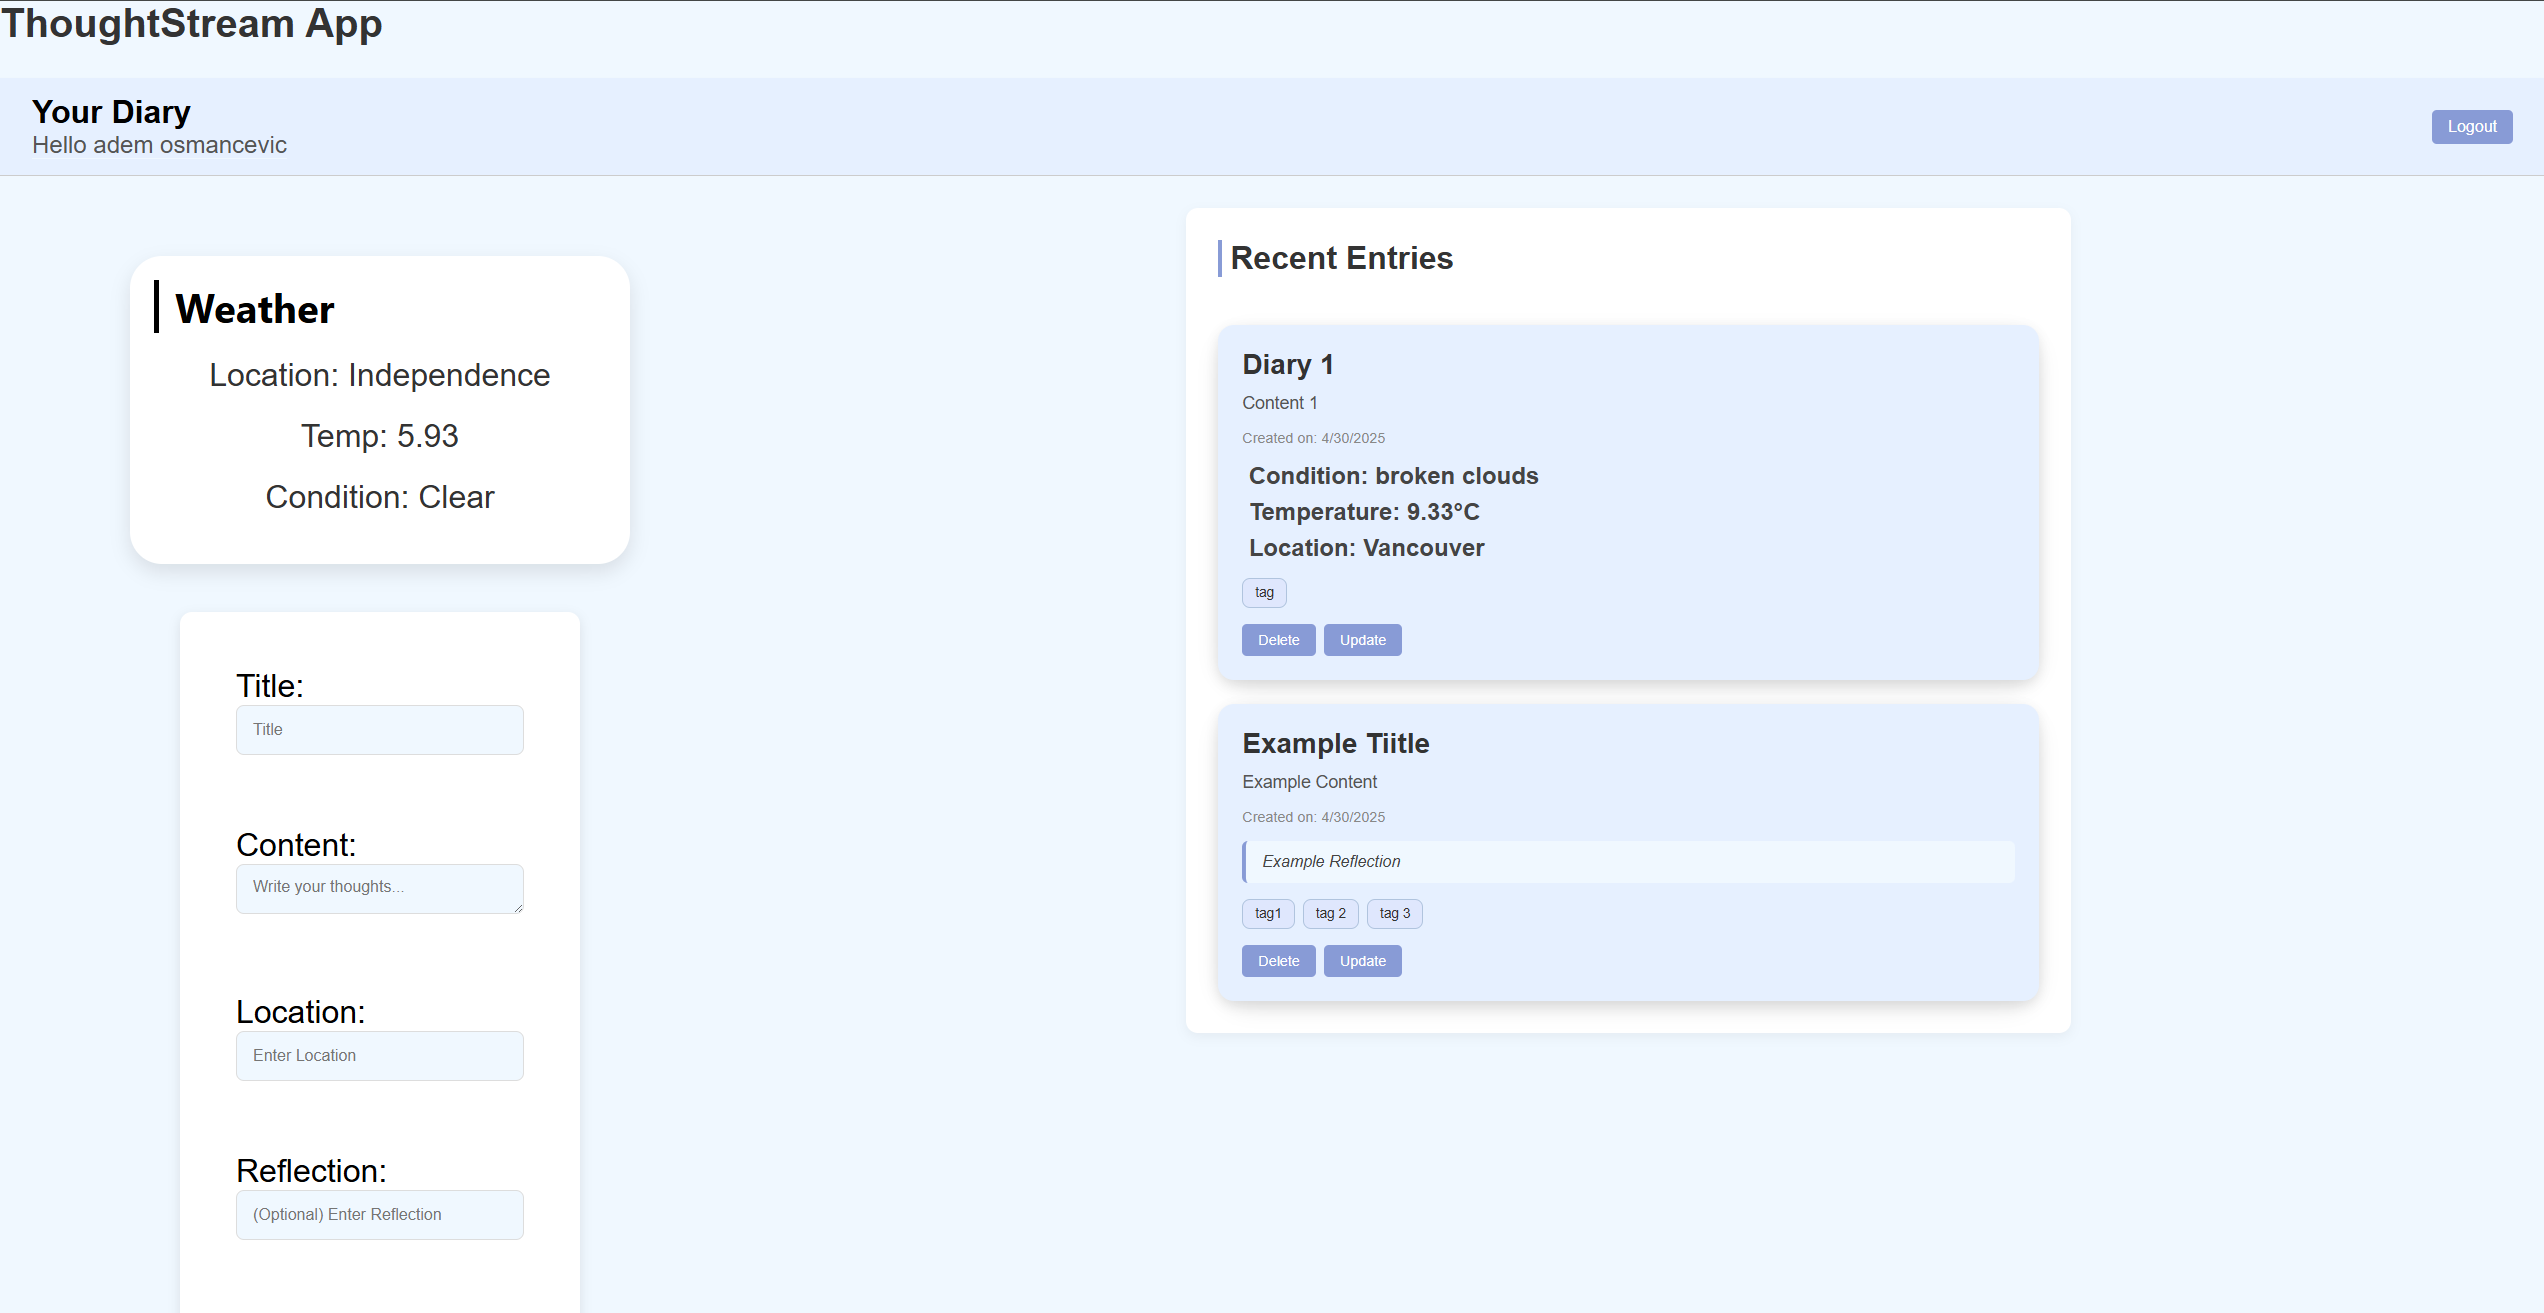 ThoughtStream App
Your Diary
Hello adem osmancevic
Logout
Weather
Location: Independence
Temp: 5.93
Condition: Clear
Title:
Title
Content:
Write your thoughts...
Location:
Enter Location
Reflection:
(Optional) Enter Reflection
Recent Entries
Diary 1
Content 1
Created on: 4/30/2025
Condition: broken clouds
Temperature: 9.33°C
Location: Vancouver
tag
Delete Update
Example Tiitle
Example Content
Created on: 4/30/2025
Example Reflection
tag1 tag 2 tag 3
Delete Update